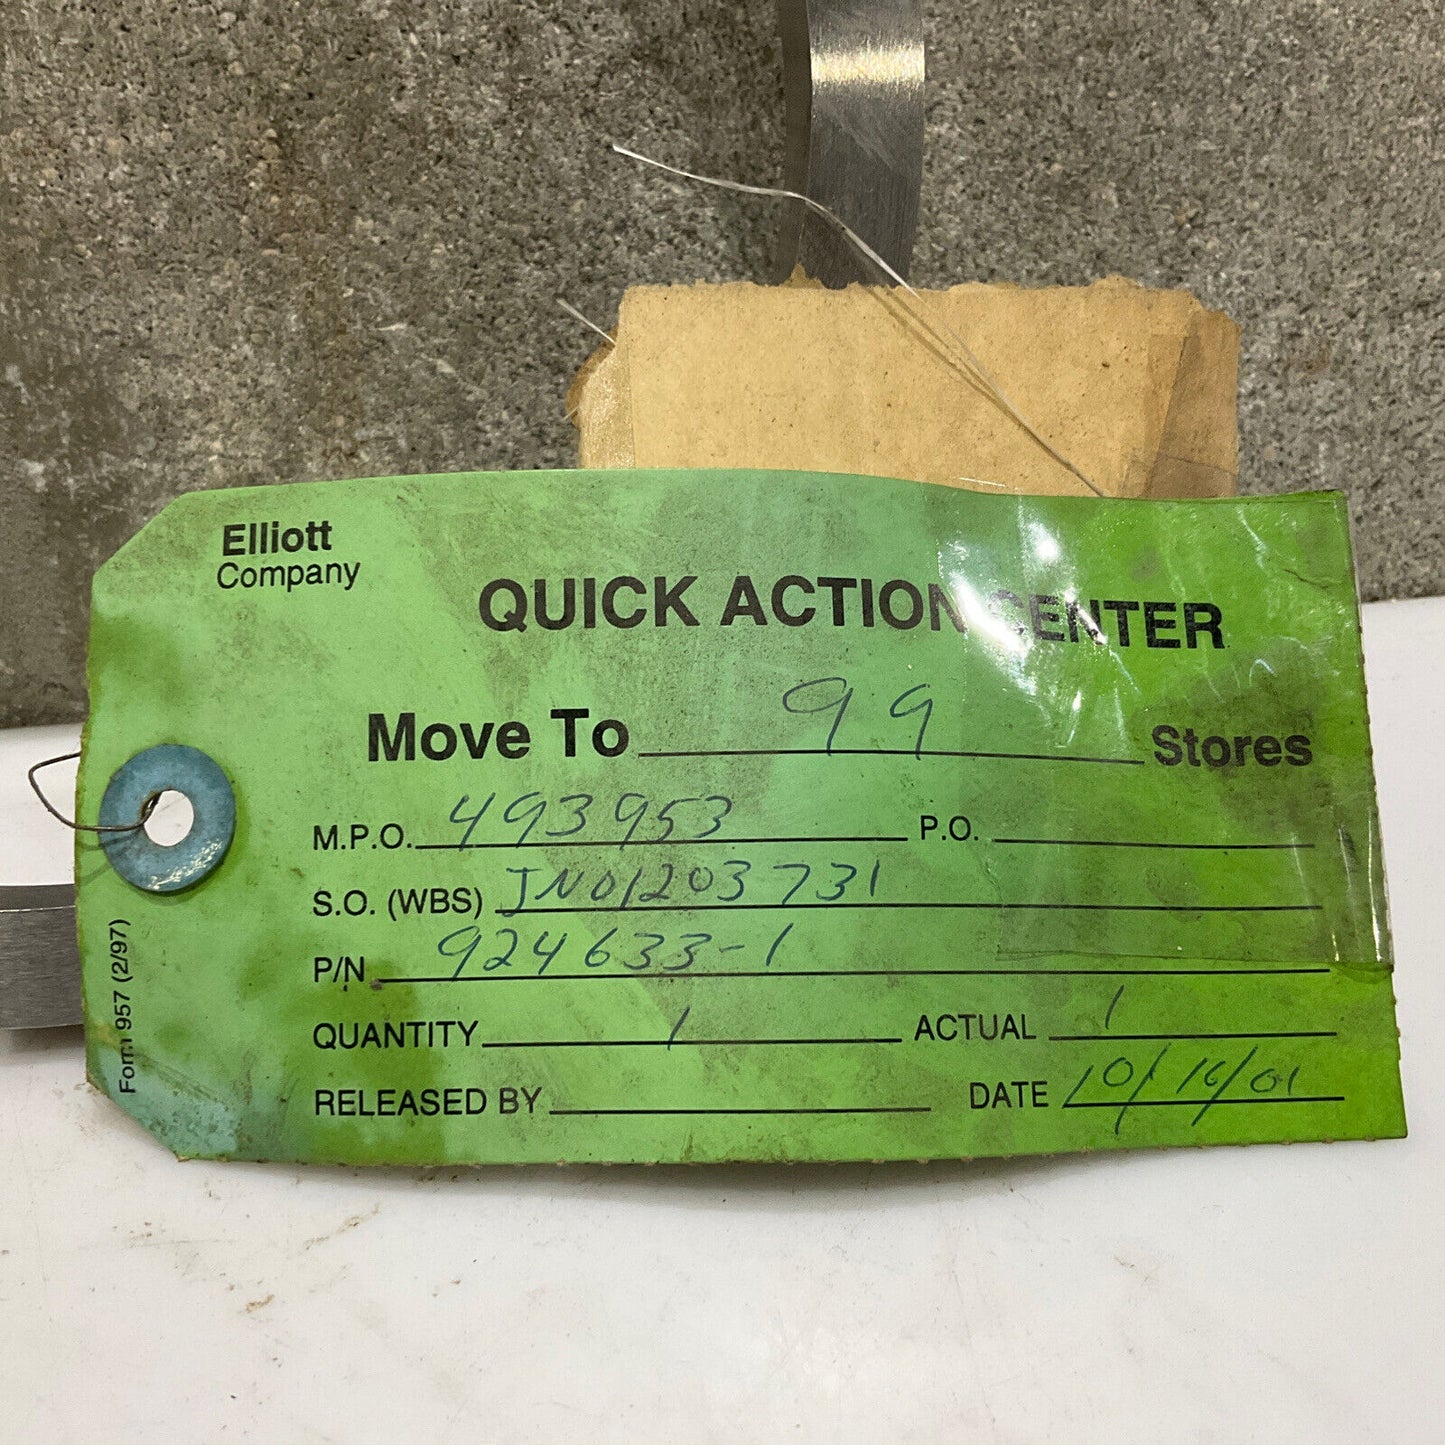 Elliott
Company
QUICK ACTION CENTER
Move To 99 Stores
M.P.O. 493953 P.O.
S.O. (WBS) JN01203731
P/N 924633-1
QUANTITY 1 ACTUAL 1
RELEASED BY DATE 10/16/01
Form 957 (2/97)